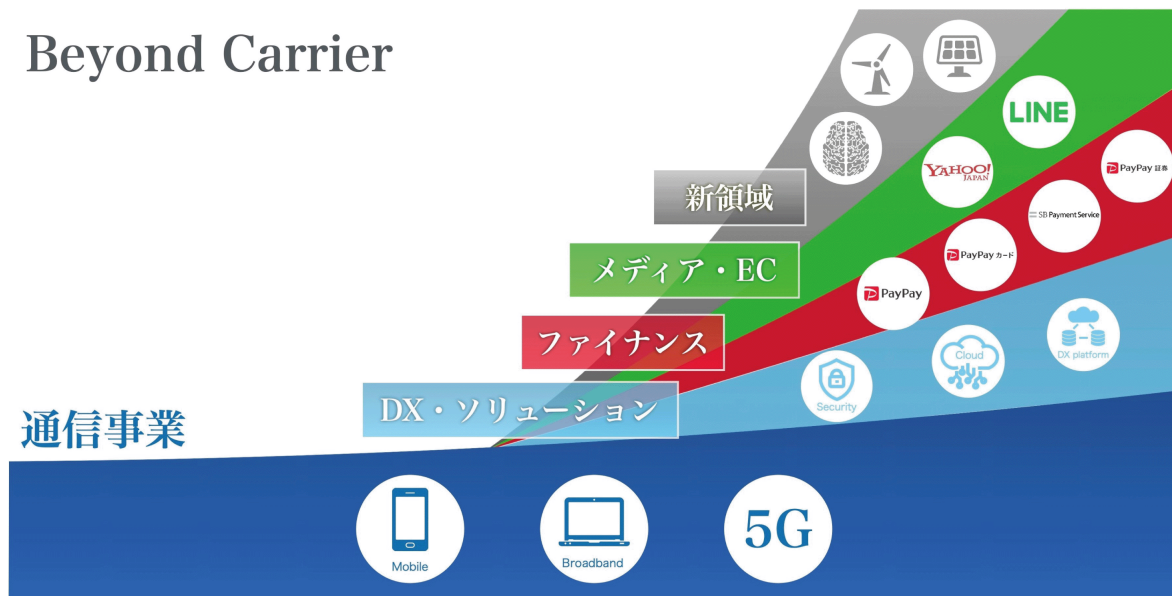 Beyond Carrier
新領域
メディア・EC
ファイナンス
DX・ソリューション
通信事業
LINE
YAHOO!
JAPAN
PayPay 証券
SB Payment Service
PayPay カード
PayPay
DX platform
Cloud
Security
Mobile
Broadband
5G